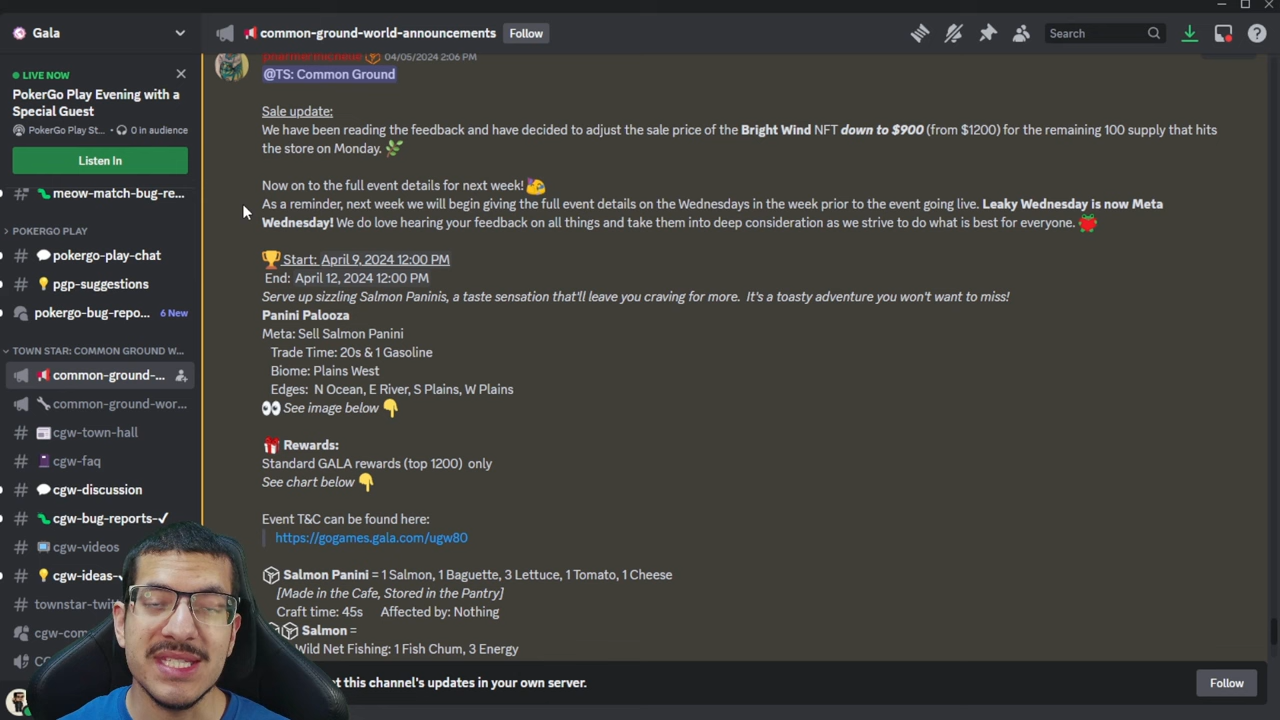 Gala
common-ground-world-announcements
Follow
Search
LIVE NOW
PokerGo Play Evening with a
Special Guest
PokerGo Play St... • 0 in audience
Listen In
meow-match-bug-re...
POKERGO PLAY
pokergo-play-chat
pgp-suggestions
pokergo-bug-repo... 6 New
TOWN STAR: COMMON GROUND W...
common-ground-...
common-ground-wor...
cgw-town-hall
cgw-faq
cgw-discussion
cgw-bug-reports-✓
cgw-videos
cgw-ideas-
townstar-twit
cgw-com
04/05/2024 2:06 PM
@TS: Common Ground
Sale update:
We have been reading the feedback and have decided to adjust the sale price of the Bright Wind NFT down to $900 (from $1200) for the remaining 100 supply that hits
the store on Monday.
Now on to the full event details for next week!
As a reminder, next week we will begin giving the full event details on the Wednesdays in the week prior to the event going live. Leaky Wednesday is now Meta
Wednesday! We do love hearing your feedback on all things and take them into deep consideration as we strive to do what is best for everyone.
Start: April 9, 2024 12:00 PM
End: April 12, 2024 12:00 PM
Serve up sizzling Salmon Paninis, a taste sensation that'll leave you craving for more. It's a toasty adventure you won't want to miss!
Panini Palooza
Meta: Sell Salmon Panini
Trade Time: 20s & 1 Gasoline
Biome: Plains West
Edges: N Ocean, E River, S Plains, W Plains
See image below
Rewards:
Standard GALA rewards (top 1200) only
See chart below
Event T&C can be found here:
https://gogames.gala.com/ugw80
Salmon Panini = 1 Salmon, 1 Baguette, 3 Lettuce, 1 Tomato, 1 Cheese
[Made in the Cafe, Stored in the Pantry]
Craft time: 45s Affected by: Nothing
Salmon =
Wild Net Fishing: 1 Fish Chum, 3 Energy
t this channel's updates in your own server.
Follow